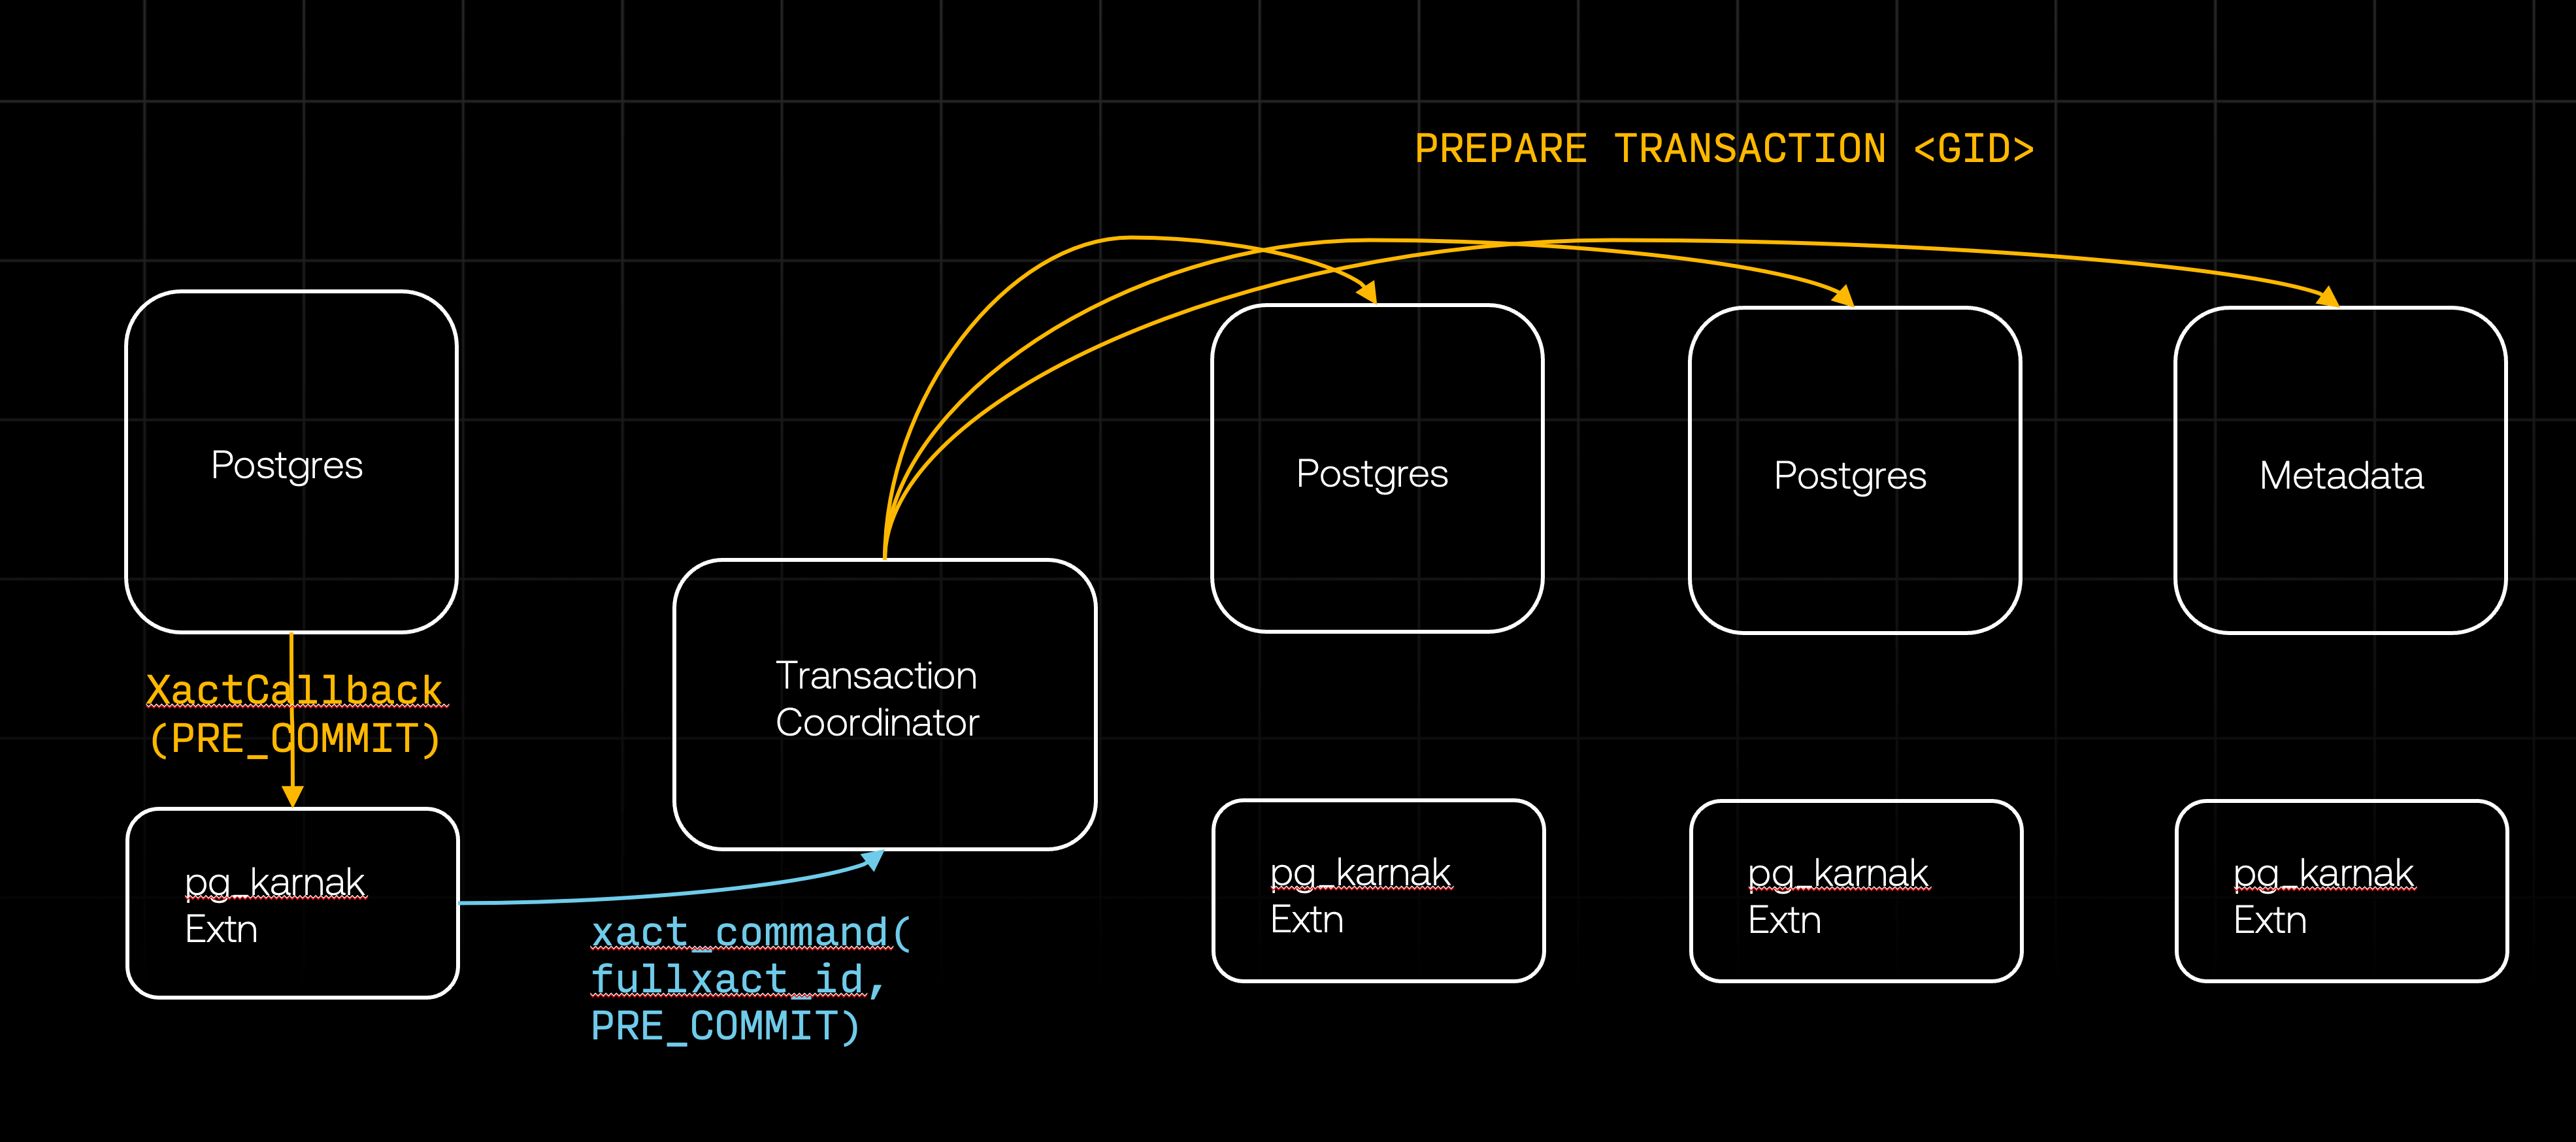 PREPARE TRANSACTION <GID>
Postgres
Postgres
Postgres
Metadata
Transaction
Coordinator
XactCallback
(PRE_COMMIT)
pg_karnak
Extn
xact_command(
fullxact_id,
PRE_COMMIT)
pg_karnak
Extn
pg_karnak
Extn
pg_karnak
Extn